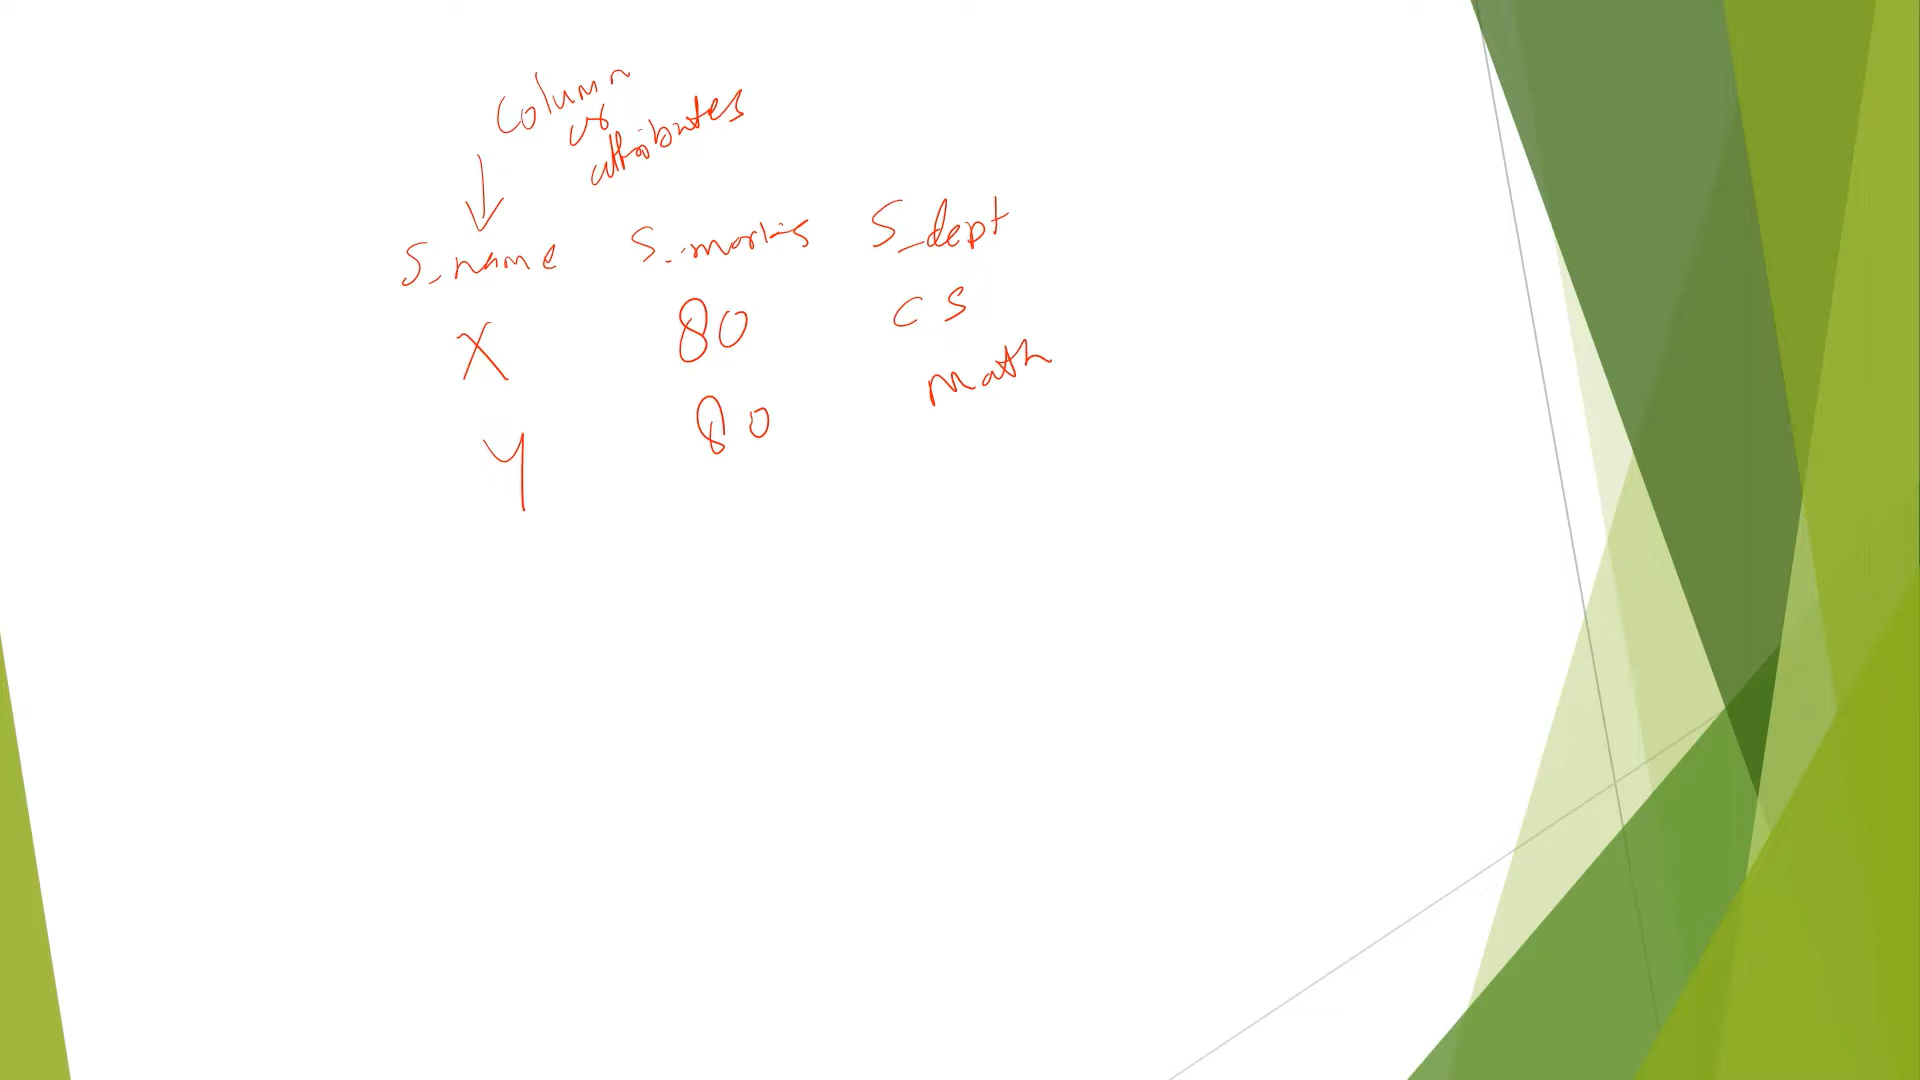 column
or
attributes
S_name S_marks S_dept
X 80 CS
Y 80 Math